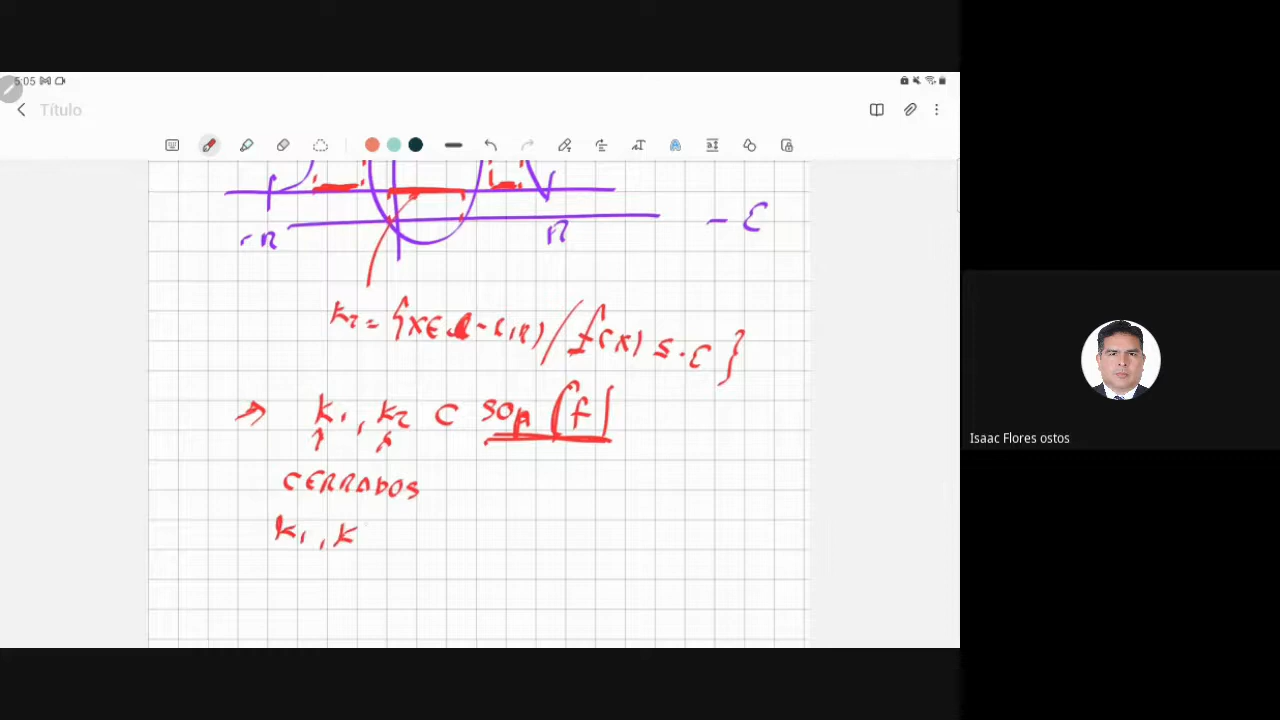 5:05
Título
-R
R
- ε
K₂ = {x ∈ (-R,R) / f(x) ≤ -ε}
⇒ K₁, K₂ ⊂ sop (f)
CERRADOS
K₁, K
Isaac Flores ostos